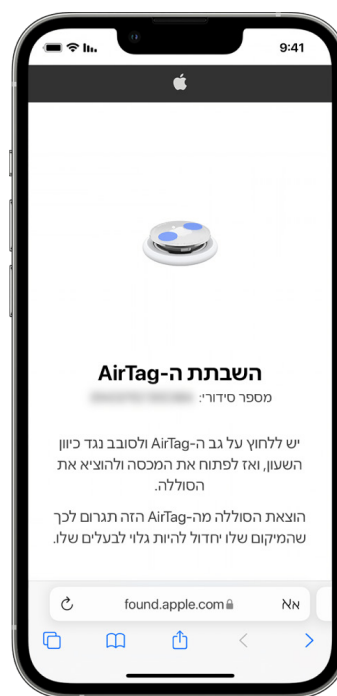 9:41
השבתת ה-AirTag
מספר סידורי:
יש ללחוץ על גב ה-AirTag ולסובב נגד כיוון
השעון, ואז לפתוח את המכסה ולהוציא את
הסוללה.
הוצאת הסוללה מה-AirTag הזה תגרום לכך
שהמיקום שלו יחדול להיות גלוי לבעלים שלו.
found.apple.com
אא